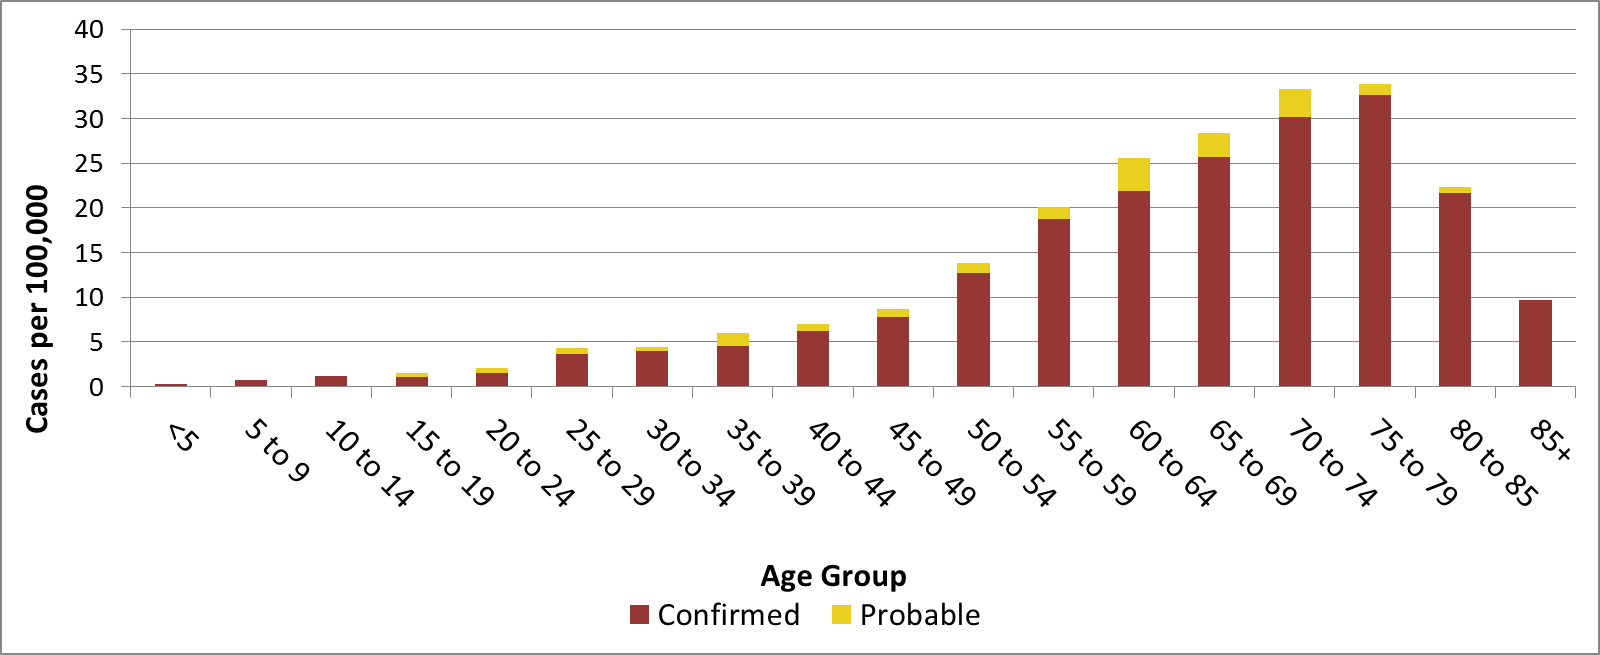 40
35
30
25
20
15
10
5
0
Cases per 100,000
<5
5 to 9
10 to 14
15 to 19
20 to 24
25 to 29
30 to 34
35 to 39
40 to 44
45 to 49
50 to 54
55 to 59
60 to 64
65 to 69
70 to 74
75 to 79
80 to 85
85+
Age Group
Confirmed Probable